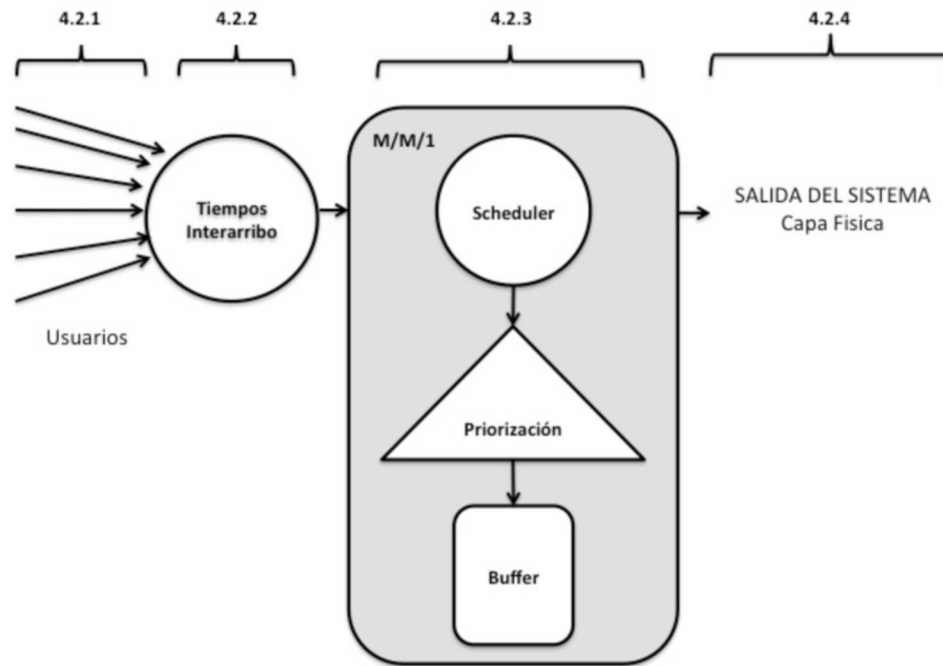 4.2.1
4.2.2
4.2.3
4.2.4
M/M/1
Tiempos
Interarribo
Scheduler
SALIDA DEL SISTEMA
Capa Fisica
Usuarios
Priorización
Buffer